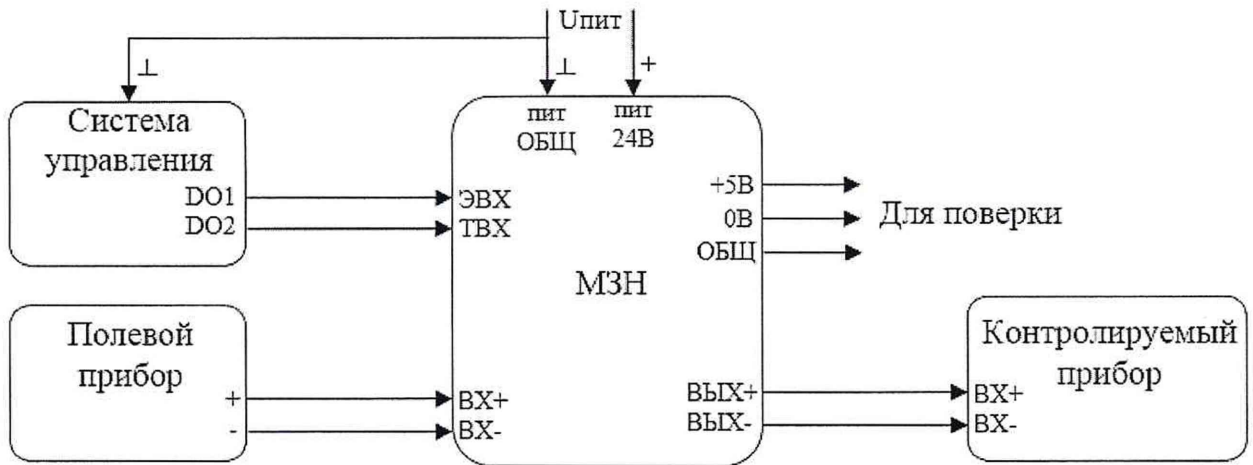 Uпит
⊥
⊥
+
Система
управления
DO1
DO2
пит
ОБЩ
пит
24В
ЭВХ
ТВХ
+5В
0В
ОБЩ
Для поверки
МЗН
Полевой
прибор
+
-
ВХ+
ВХ-
ВЫХ+
ВЫХ-
Контролируемый
прибор
ВХ+
ВХ-